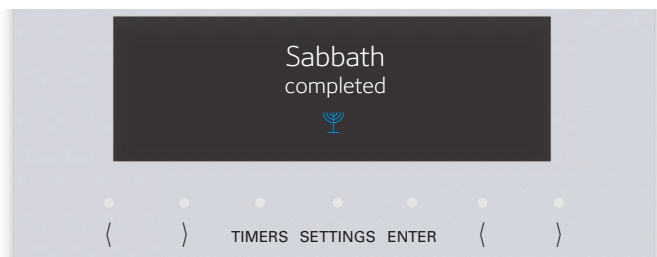 Sabbath
completed
⟨ ⟩ TIMERS SETTINGS ENTER ⟨ ⟩